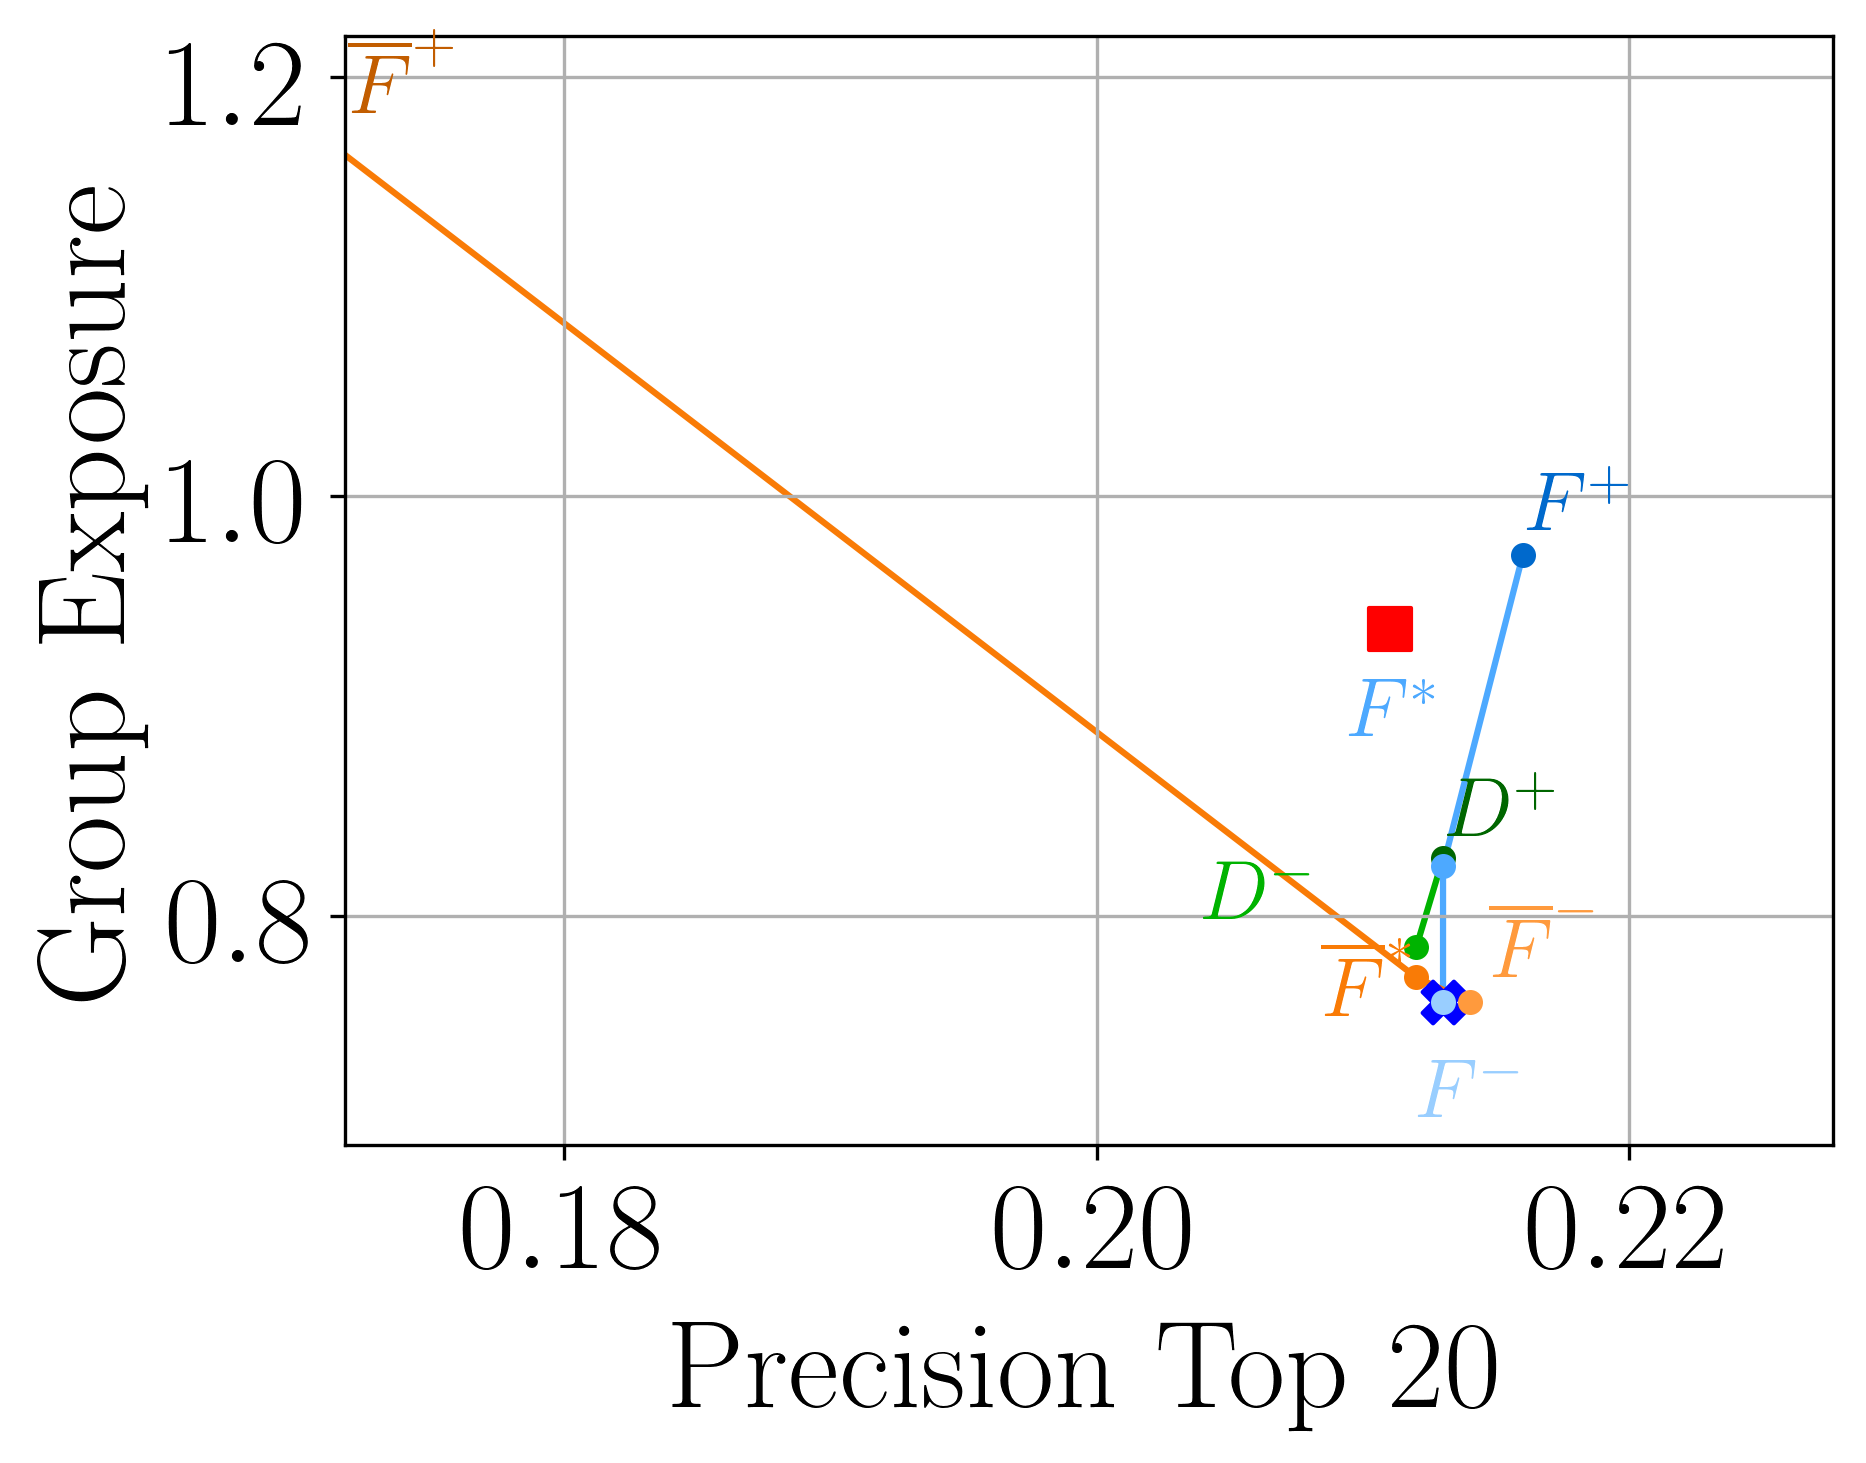 F̅⁺
1.2
1.0
0.8
Group Exposure
F⁺
F*
D⁺
D⁻
F̅⁻
F̅*
F⁻
0.18 0.20 0.22
Precision Top 20